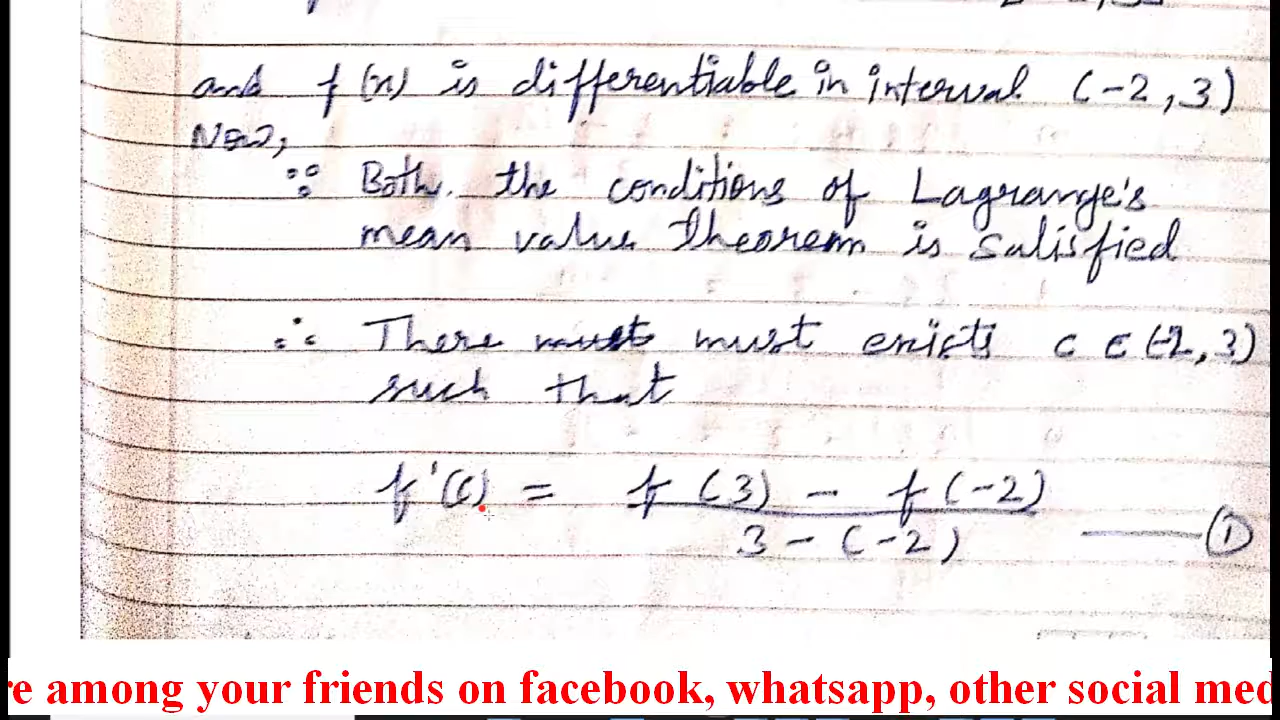 and f(x) is differentiable in interval (-2, 3)
Now,
∵ Both the conditions of Lagrange's
mean value theorem is satisfied
∴ There must must exists c ∈ (-2, 3)
such that
f'(c) = f(3) - f(-2) / 3 - (-2) —— ①
re among your friends on facebook, whatsapp, other social med